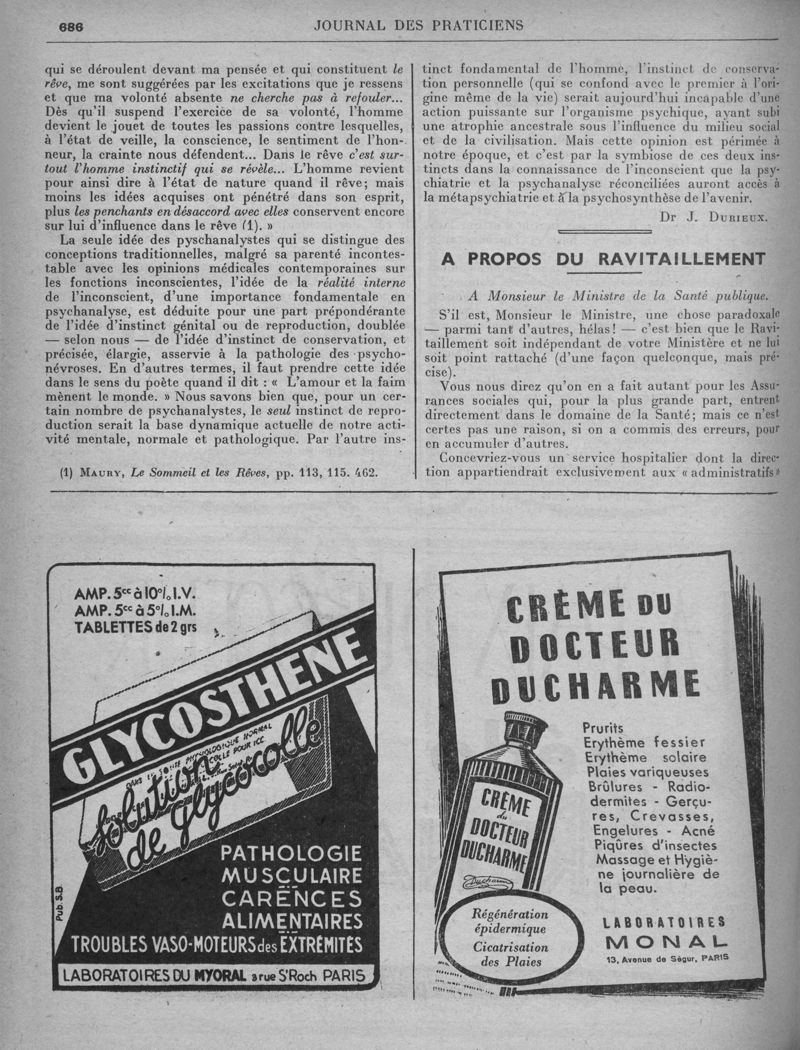 686
JOURNAL DES PRATICIENS
qui se déroulent devant ma pensée et qui constituent le
rêve, me sont suggérées par les excitations que je ressens
et que ma volonté absente ne cherche pas à refouler...
Dès qu'il suspend l'exercice de sa volonté, l'homme
devient le jouet de toutes les passions contre lesquelles,
à l'état de veille, la conscience, le sentiment de l'hon-
neur, la crainte nous défendent... Dans le rêve c'est sur-
tout l'homme instinctif qui se révèle... L'homme revient
pour ainsi dire à l'état de nature quand il rêve; mais
moins les idées acquises ont pénétré dans son esprit,
plus les penchants en désaccord avec elles conservent encore
sur lui d'influence dans le rêve (1). »
La seule idée des pyschanalystes qui se distingue des
conceptions traditionnelles, malgré sa parenté incontes-
table avec les opinions médicales contemporaines sur
les fonctions inconscientes, l'idée de la réalité interne
de l'inconscient, d'une importance fondamentale en
psychanalyse, est déduite pour une part prépondérante
de l'idée d'instinct génital ou de reproduction, doublée
— selon nous — de l'idée d'instinct de conservation, et
précisée, élargie, asservie à la pathologie des psycho-
névroses. En d'autres termes, il faut prendre cette idée
dans le sens du poète quand il dit : « L'amour et la faim
mènent le monde. » Nous savons bien que, pour un cer-
tain nombre de psychanalystes, le seul instinct de repro-
duction serait la base dynamique actuelle de notre acti-
vité mentale, normale et pathologique. Par l'autre ins-
(1) MAURY, Le Sommeil et les Rêves, pp. 113, 115. 462.
tinct fondamental de l'homme, l'instinct de conserva-
tion personnelle (qui se confond avec le premier à l'ori-
gine même de la vie) serait aujourd'hui incapable d'une
action puissante sur l'organisme psychique, ayant subi
une atrophie ancestrale sous l'influence du milieu social
et de la civilisation. Mais cette opinion est périmée à
notre époque, et c'est par la symbiose de ces deux ins-
tincts dans la connaissance de l'inconscient que la psy-
chiatrie et la psychanalyse réconciliées auront accès à
la métapsychiatrie et à la psychosynthèse de l'avenir.
Dr J. DURIEUX.
A PROPOS DU RAVITAILLEMENT
A Monsieur le Ministre de la Santé publique.
S'il est, Monsieur le Ministre, une chose paradoxale
— parmi tant d'autres, hélas! — c'est bien que le Ravi-
taillement soit indépendant de votre Ministère et ne lui
soit point rattaché (d'une façon quelconque, mais pré-
cise).
Vous nous direz qu'on en a fait autant pour les Assu-
rances sociales qui, pour la plus grande part, entrent
directement dans le domaine de la Santé; mais ce n'est
certes pas une raison, si on a commis des erreurs, pour
en accumuler d'autres.
Concevriez-vous un service hospitalier dont la direc-
tion appartiendrait exclusivement aux « administratifs »
AMP. 5cc à 10% I.V.
AMP. 5cc à 5% I.M.
TABLETTES de 2 grs
GLYCOSTHÈNE
Solution
de glycocolle
PATHOLOGIE
MUSCULAIRE
CARENCES
ALIMENTAIRES
TROUBLES VASO-MOTEURS des EXTRÉMITÉS
Pub. S.B.
LABORATOIRES DU MYORAL 3 rue St Roch PARIS
CRÈME DU
DOCTEUR
DUCHARME
Prurits
Erythème fessier
Erythème solaire
Plaies variqueuses
Brûlures - Radio-
dermites - Gerçu-
res, Crevasses,
Engelures - Acné
Piqûres d'insectes
Massage et Hygiè-
ne journalière de
la peau.
CRÈME
du
DOCTEUR
DUCHARME
Ducharme
Régénération
épidermique
Cicatrisation
des Plaies
LABORATOIRES
MONAL
13, Avenue de Ségur, PARIS